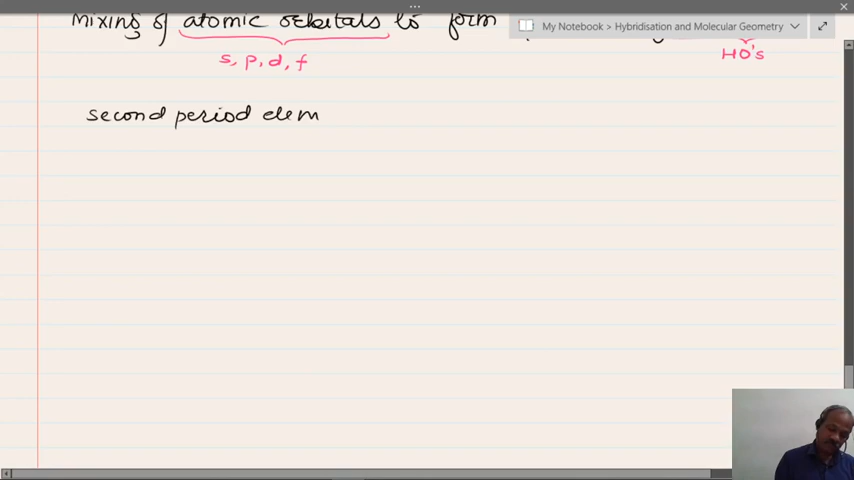 mixing of atomic orbitals to form
My Notebook > Hybridisation and Molecular Geometry
s, p, d, f
HO's
second period elem